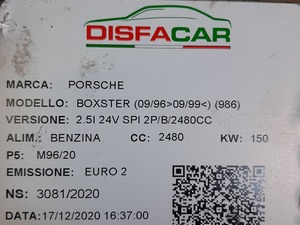 DISFACAR
MARCA: PORSCHE
MODELLO: BOXSTER (09/96>09/99<) (986)
VERSIONE: 2.5I 24V SPI 2P/B/2480CC
ALIM.: BENZINA CC: 2480 KW: 150
P5: M96/20
EMISSIONE: EURO 2
NS: 3081/2020
DATA:17/12/2020 16:37:00